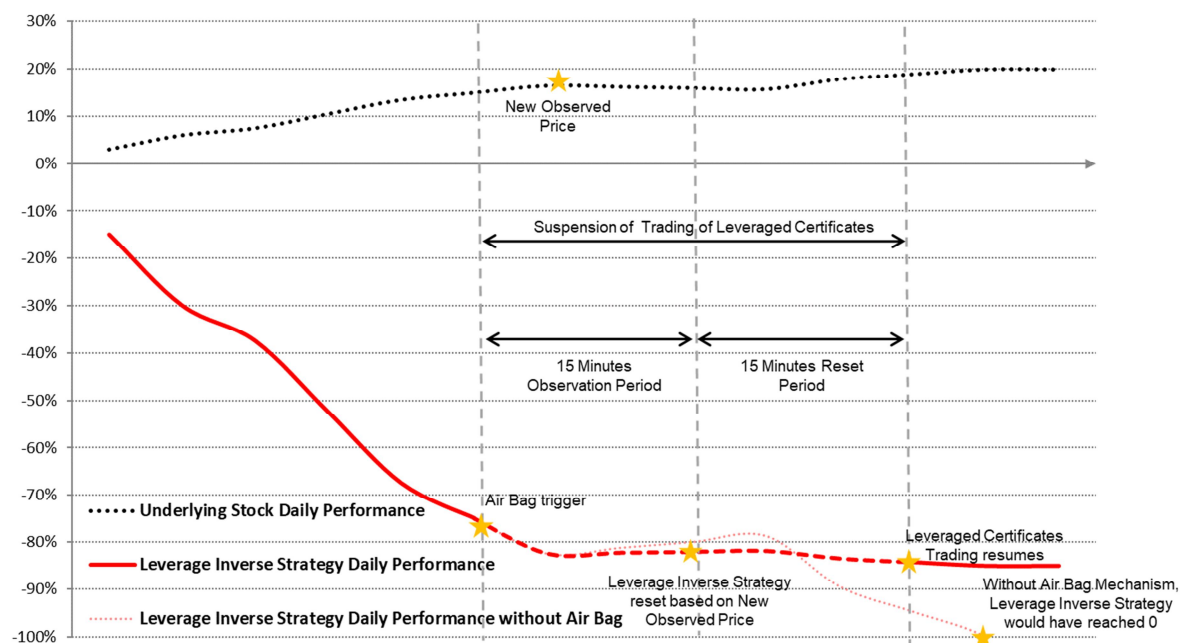 30%
20%
10%
0%
-10%
-20%
-30%
-40%
-50%
-60%
-70%
-80%
-90%
-100%
New Observed
Price
Suspension of Trading of Leveraged Certificates
15 Minutes
Observation Period
15 Minutes Reset
Period
Air Bag trigger
Underlying Stock Daily Performance
Leverage Inverse Strategy Daily Performance
Leverage Inverse Strategy Daily Performance without Air Bag
Leverage Inverse Strategy
reset based on New
Observed Price
Leveraged Certificates
Trading resumes
Without Air Bag Mechanism,
Leverage Inverse Strategy
would have reached 0